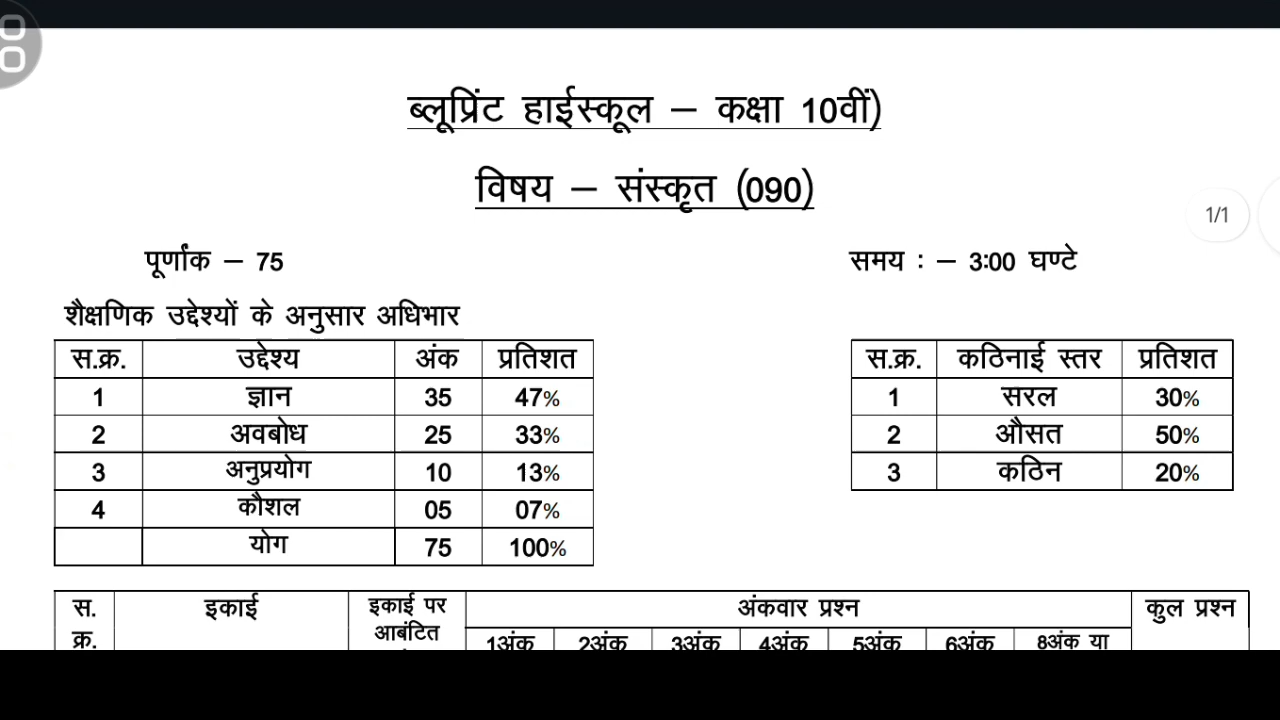 ब्लूप्रिंट हाईस्कूल – कक्षा 10वीं)
विषय – संस्कृत (090)
1/1
पूर्णांक – 75 समय : – 3:00 घण्टे
शैक्षणिक उद्देश्यों के अनुसार अधिभार
स.क्र. उद्देश्य अंक प्रतिशत स.क्र. कठिनाई स्तर प्रतिशत
1 ज्ञान 35 47% 1 सरल 30%
2 अवबोध 25 33% 2 औसत 50%
3 अनुप्रयोग 10 13% 3 कठिन 20%
4 कौशल 05 07%
योग 75 100%
स. इकाई इकाई पर अंकवार प्रश्न कुल प्रश्न
क्र. आबंटित 1अंक 2अंक 3अंक 4अंक 5अंक 6अंक 8अंक या